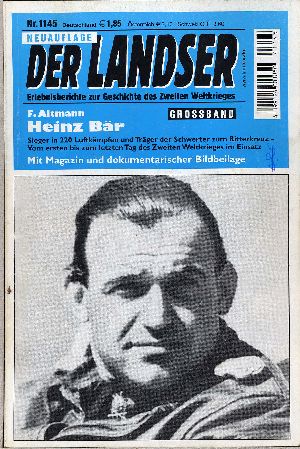 Nr. 1145 Deutschland € 1,85
NEUAUFLAGE
DER LANDSER
Erlebnisberichte zur Geschichte des Zweiten Weltkrieges
F. Altmann
GROSSBAND
Heinz Bär
Sieger in 220 Luftkämpfen und Träger der Schwerter zum Ritterkreuz –
Vom ersten bis zum letzten Tag des Zweiten Weltkrieges im Einsatz
Mit Magazin und dokumentarischer Bildbeilage